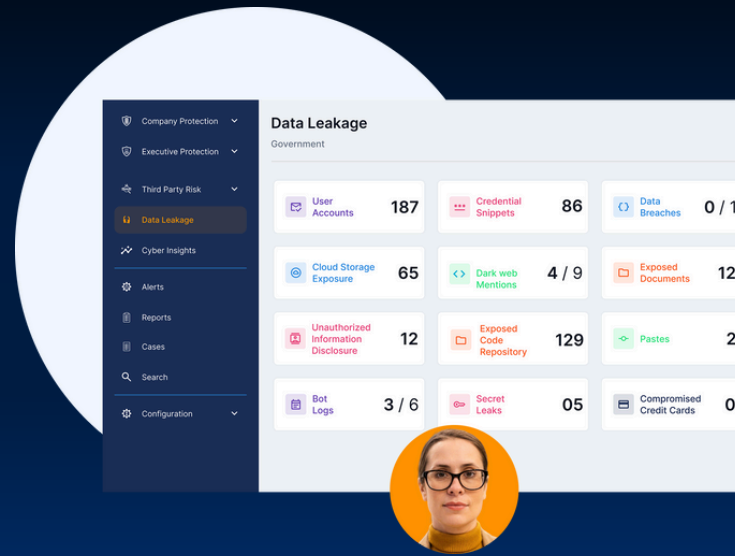 Company Protection
Executive Protection
Third Party Risk
Data Leakage
Cyber Insights
Alerts
Reports
Cases
Search
Configuration
Data Leakage
Government
User
Accounts
187
Credential
Snippets
86
Data
Breaches
0 / 1
Cloud Storage
Exposure
65
Dark web
Mentions
4 / 9
Exposed
Documents
12
Unauthorized
Information
Disclosure
12
Exposed
Code
Repository
129
Pastes
2
Bot
Logs
3 / 6
Secret
Leaks
05
Compromised
Credit Cards
0